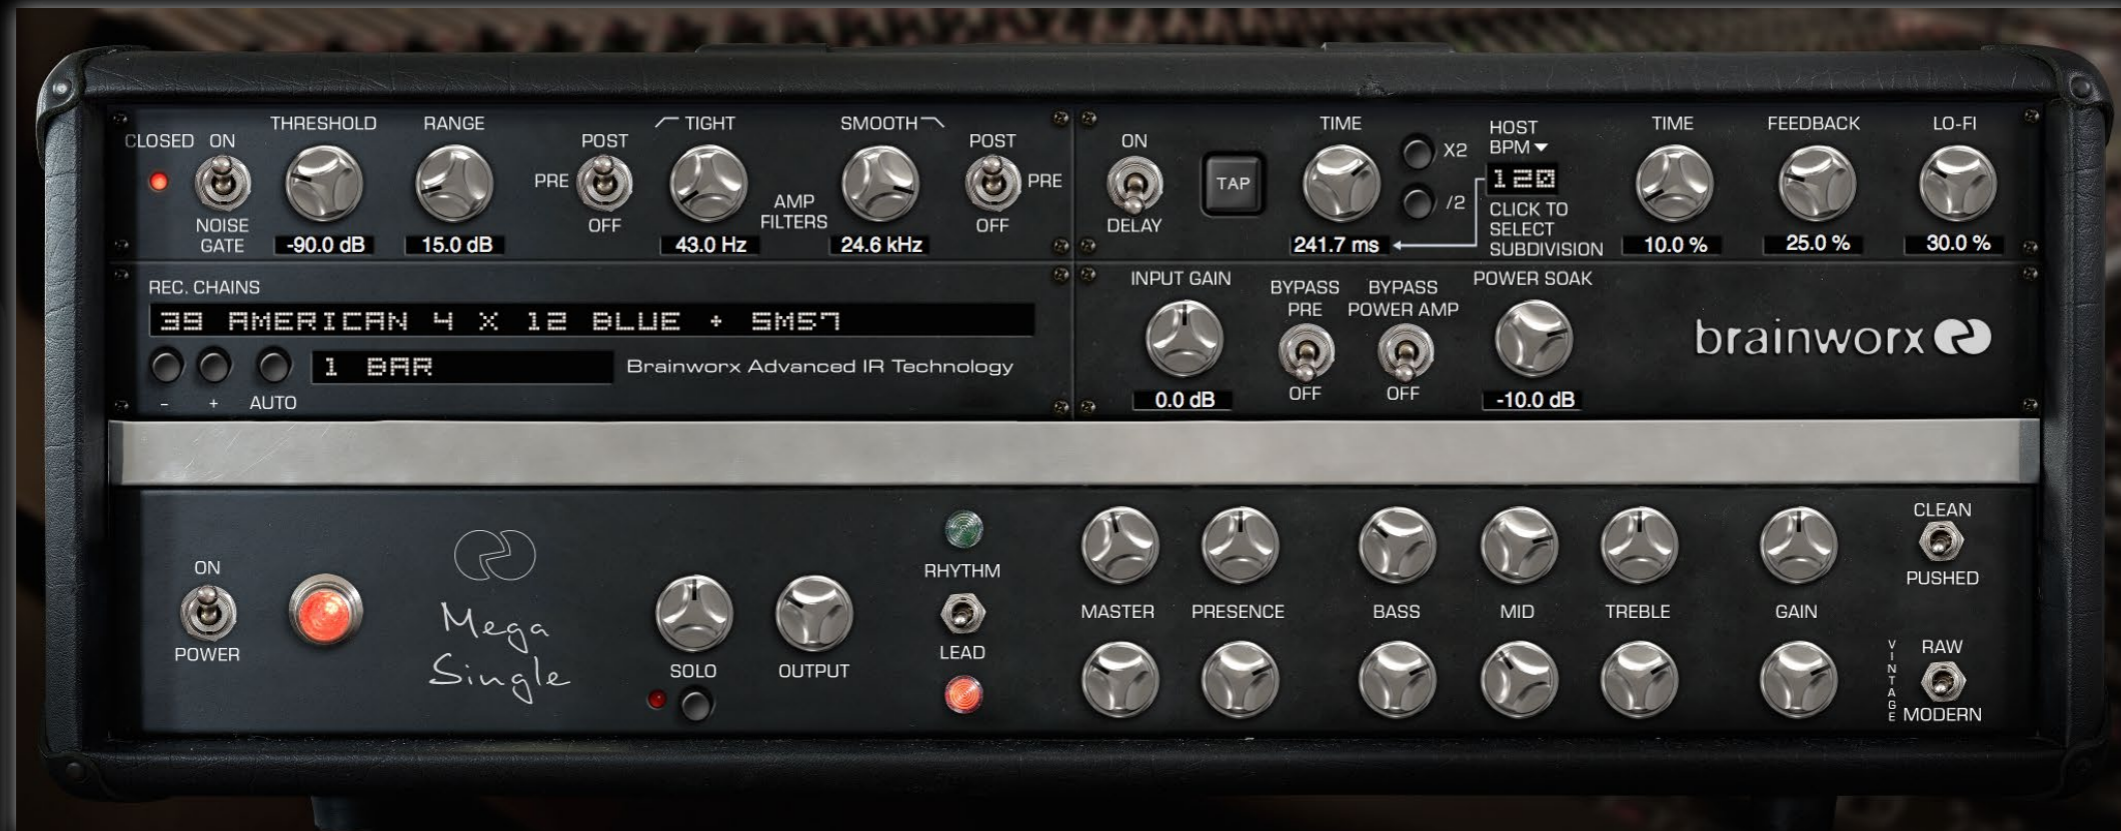 CLOSED
ON
NOISE
GATE
THRESHOLD
-90.0 dB
RANGE
15.0 dB
POST
PRE
OFF
TIGHT
43.0 Hz
AMP
FILTERS
SMOOTH
24.6 kHz
POST
PRE
OFF
ON
DELAY
TAP
TIME
241.7 ms
X2
/2
HOST
BPM
120
CLICK TO
SELECT
SUBDIVISION
TIME
10.0 %
FEEDBACK
25.0 %
LO-FI
30.0 %
REC. CHAINS
39 AMERICAN 4 X 12 BLUE + SM57
1 BAR
Brainworx Advanced IR Technology
- + AUTO
INPUT GAIN
0.0 dB
BYPASS
PRE
OFF
BYPASS
POWER AMP
OFF
POWER SOAK
-10.0 dB
brainworx
ON
POWER
Mega
Single
SOLO
OUTPUT
RHYTHM
LEAD
MASTER
PRESENCE
BASS
MID
TREBLE
GAIN
CLEAN
PUSHED
VINTAGE
RAW
MODERN